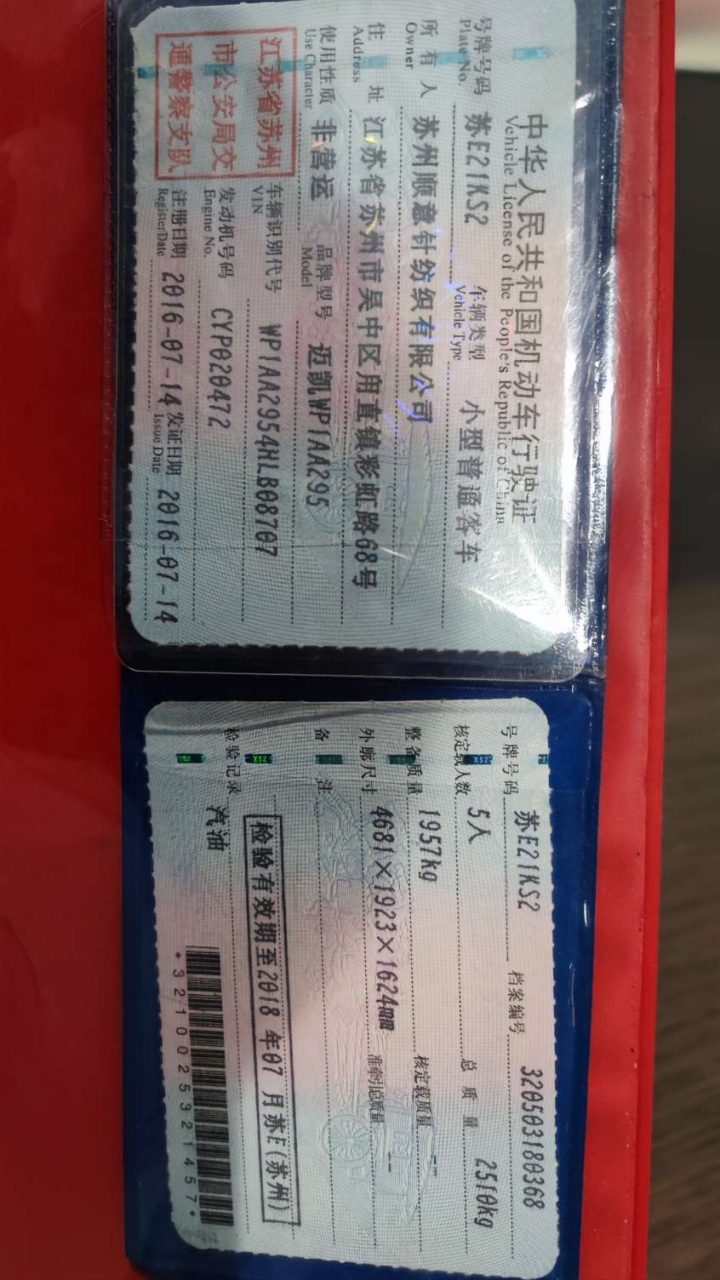 中华人民共和国机动车行驶证
Vehicle License of the People's Republic of China
号牌号码 苏E21KS2 车辆类型 小型普通客车
Plate No. Vehicle Type
所有人 苏州顺意针纺织有限公司
Owner
住址 江苏省苏州市吴中区甪直镇彩虹路68号
Address
使用性质 非营运 品牌型号 迈凯WP1AA295
Use Character Model
江苏省苏州
市公安局交
通警察支队
车辆识别代号 WP1AA2954HLB08707
VIN
发动机号码 CYP020472
Engine No.
注册日期 2016-07-14 发证日期 2016-07-14
Register Date Issue Date
号牌号码 苏E21KS2 档案编号 320503180368
核定载人数 5人 总质量 2510kg
整备质量 1957kg 核定载质量 --
外廓尺寸 4681×1923×1624mm 准牵引总质量 --
备注
检验有效期至2018年07月苏E(苏州)
检验记录
汽油
*3210025321457*